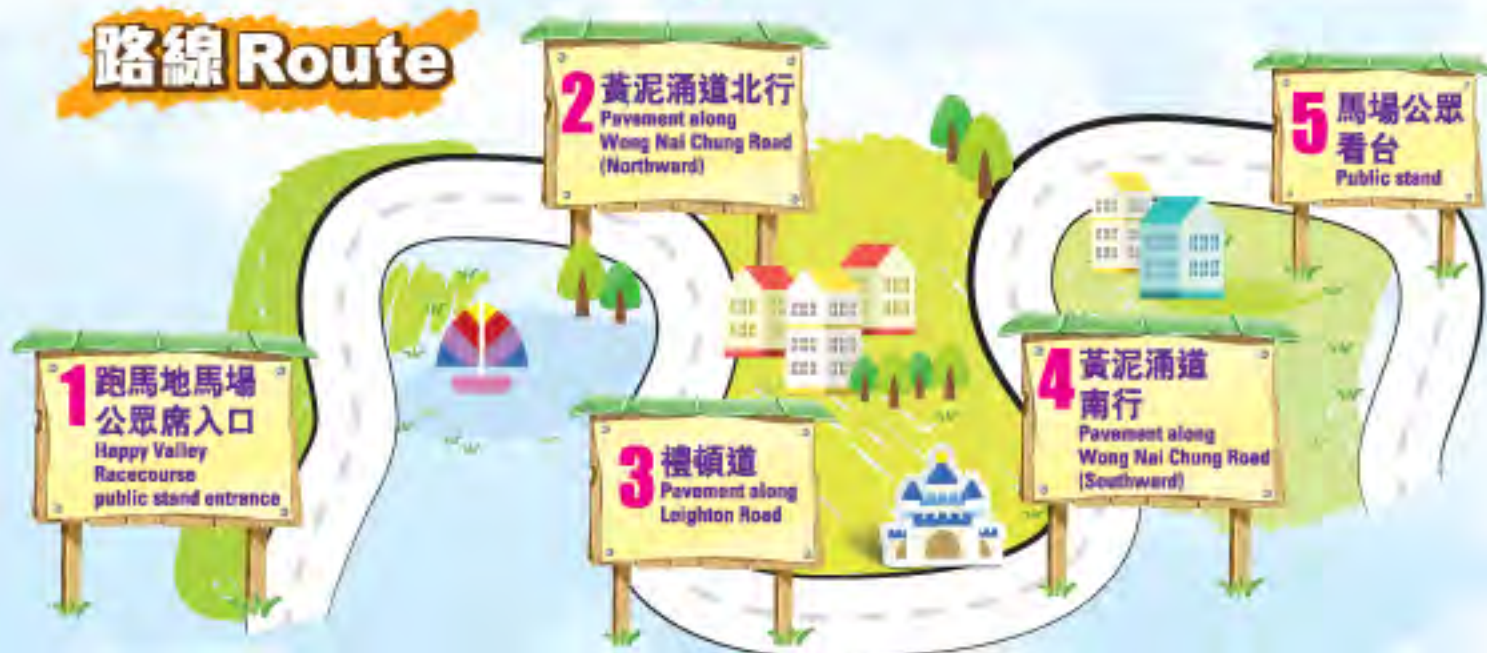 路線 Route
1 跑馬地馬場
公眾席入口
Happy Valley
Racecourse
public stand entrance
2 黃泥涌道北行
Pavement along
Wong Nai Chung Road
(Northward)
3 禮頓道
Pavement along
Leighton Road
4 黃泥涌道
南行
Pavement along
Wong Nai Chung Road
(Southward)
5 馬場公眾
看台
Public stand